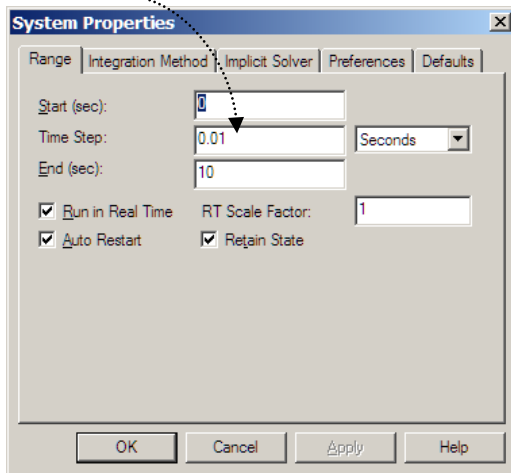 System Properties
Range Integration Method Implicit Solver Preferences Defaults
Start (sec): 0
Time Step: 0.01 Seconds
End (sec): 10
Run in Real Time RT Scale Factor: 1
Auto Restart Retain State
OK Cancel Apply Help